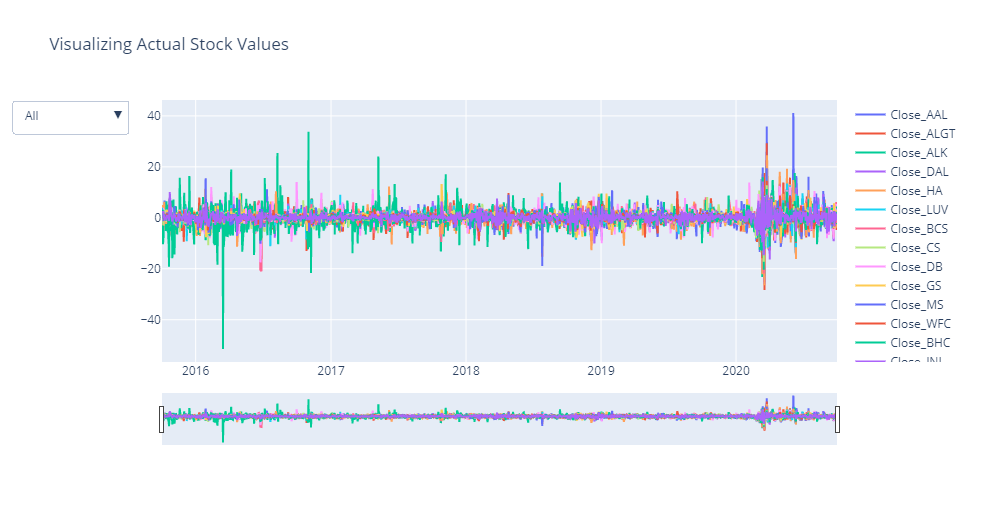 Visualizing Actual Stock Values
All ▼
40
20
0
−20
−40
2016 2017 2018 2019 2020
Close_AAL
Close_ALGT
Close_ALK
Close_DAL
Close_HA
Close_LUV
Close_BCS
Close_CS
Close_DB
Close_GS
Close_MS
Close_WFC
Close_BHC